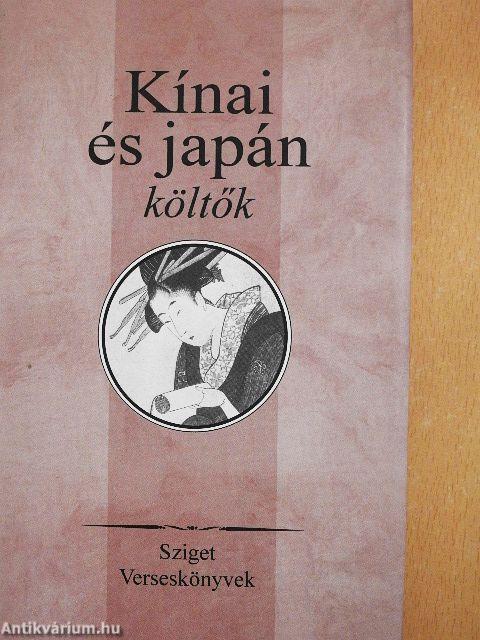 Kínai
és japán
költők
Sziget
Verseskönyvek
Antikvárium.hu